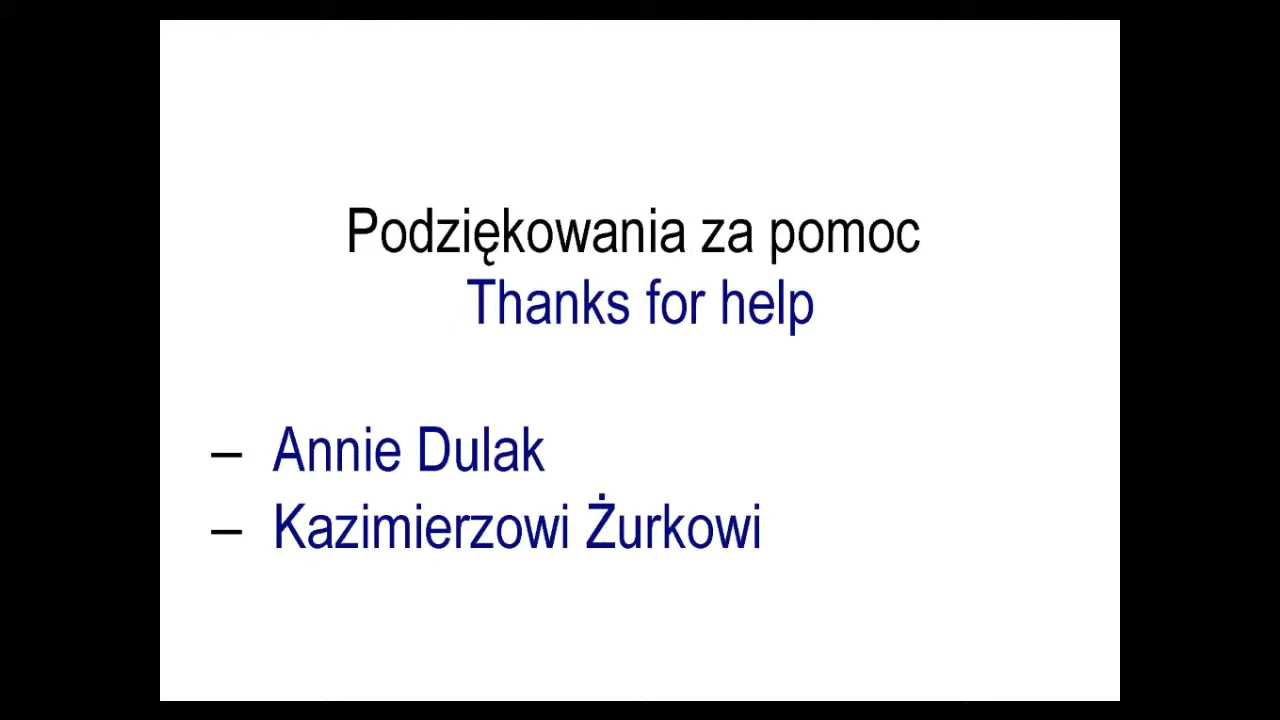 Podziękowania za pomoc
Thanks for help
– Annie Dulak
– Kazimierzowi Żurkowi